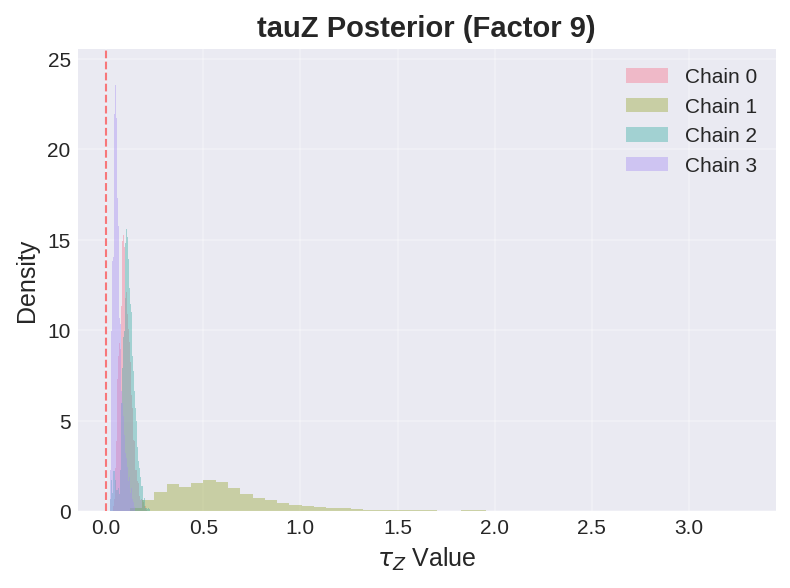 tauZ Posterior (Factor 9)
25
20
15
10
5
0
Density
Chain 0
Chain 1
Chain 2
Chain 3
0.0 0.5 1.0 1.5 2.0 2.5 3.0
τZ Value